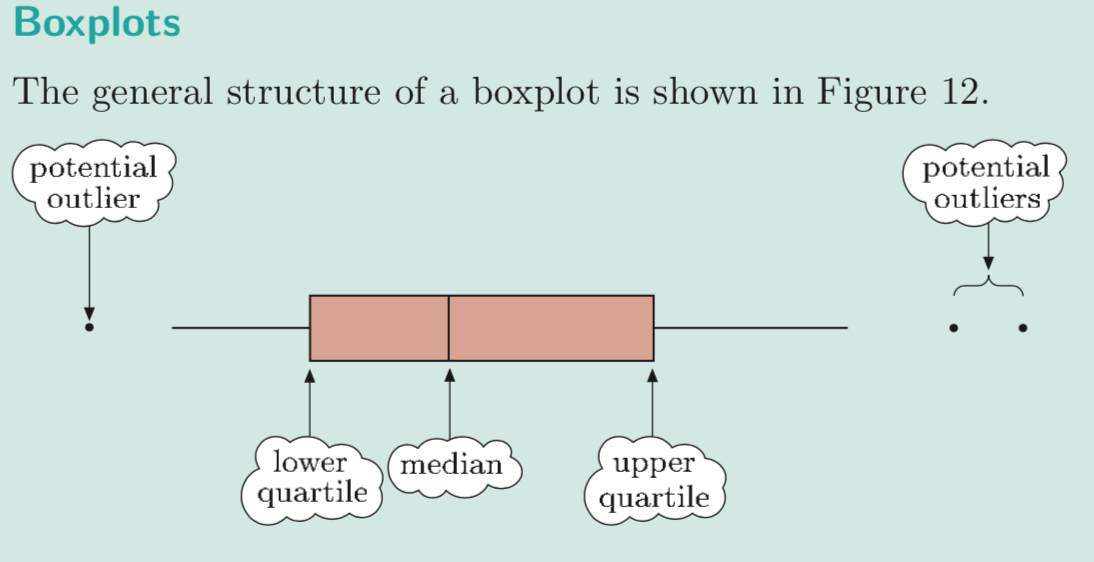 Boxplots
The general structure of a boxplot is shown in Figure 12.
potential
outlier
potential
outliers
lower
quartile
median
upper
quartile